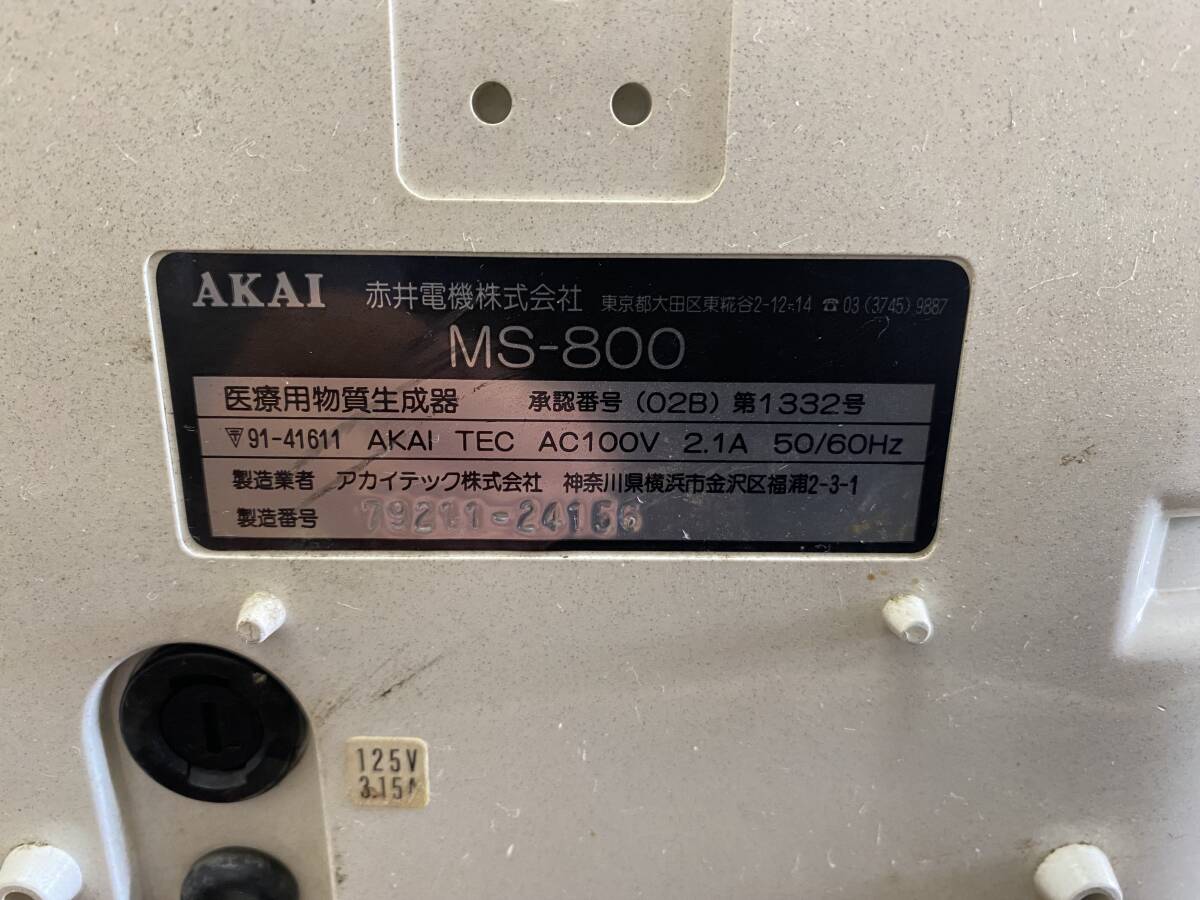 AKAI 赤井電機株式会社 東京都大田区東糀谷2-12-14 ☎ 03 (3745) 9887
MS-800
医療用物質生成器 承認番号 (02B) 第1332号
91-41611 AKAI TEC AC100V 2.1A 50/60Hz
製造業者 アカイテック株式会社 神奈川県横浜市金沢区福浦2-3-1
製造番号 79211-24166
125V
3.15A